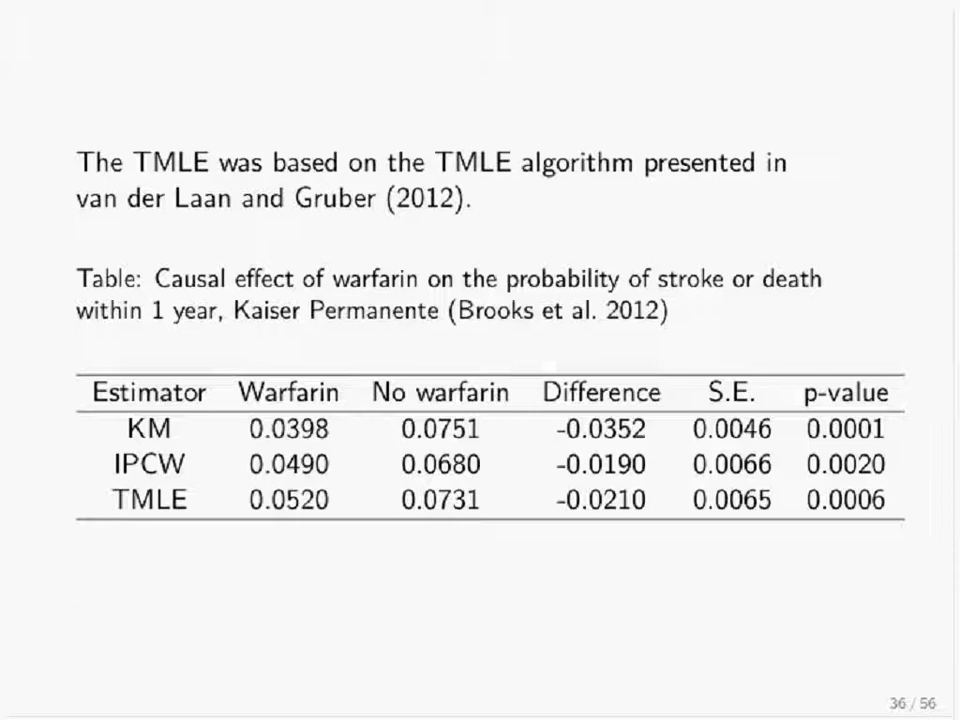 The TMLE was based on the TMLE algorithm presented in
van der Laan and Gruber (2012).
Table: Causal effect of warfarin on the probability of stroke or death
within 1 year, Kaiser Permanente (Brooks et al. 2012)
Estimator Warfarin No warfarin Difference S.E. p-value
KM 0.0398 0.0751 -0.0352 0.0046 0.0001
IPCW 0.0490 0.0680 -0.0190 0.0066 0.0020
TMLE 0.0520 0.0731 -0.0210 0.0065 0.0006
36 / 56